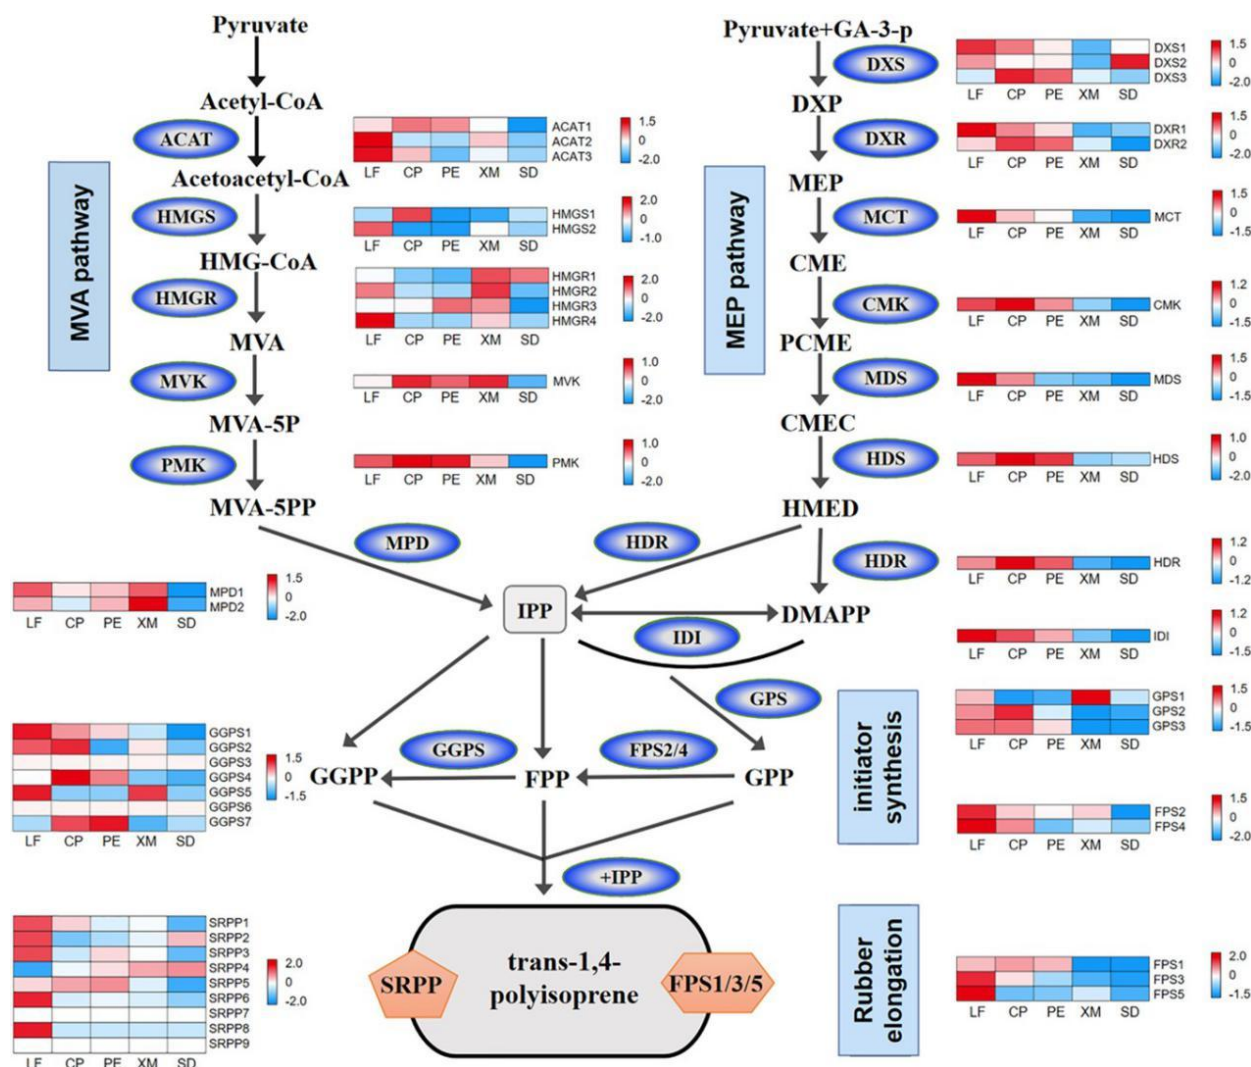 Pyruvate
Acetyl-CoA
ACAT
Acetoacetyl-CoA
HMGS
HMG-CoA
HMGR
MVA
MVK
MVA-5P
PMK
MVA-5PP
MPD
MVA pathway
ACAT1
ACAT2
ACAT3
LF CP PE XM SD
1.5
0
-2.0
HMGS1
HMGS2
LF CP PE XM SD
2.0
0
-1.0
HMGR1
HMGR2
HMGR3
HMGR4
LF CP PE XM SD
2.0
0
-2.0
MVK
LF CP PE XM SD
1.0
0
-2.0
PMK
LF CP PE XM SD
1.0
0
-2.0
Pyruvate+GA-3-p
DXS
DXP
DXR
MEP
MCT
CME
CMK
PCME
MDS
CMEC
HDS
HMED
HDR
HDR
MEP pathway
DXS1
DXS2
DXS3
LF CP PE XM SD
1.5
0
-2.0
DXR1
DXR2
LF CP PE XM SD
1.5
0
-2.0
MCT
LF CP PE XM SD
1.5
0
-1.5
CMK
LF CP PE XM SD
1.2
0
-1.5
MDS
LF CP PE XM SD
1.5
0
-1.5
HDS
LF CP PE XM SD
1.0
0
-2.0
HDR
LF CP PE XM SD
1.2
0
-1.2
IPP
DMAPP
IDI
IDI
LF CP PE XM SD
1.5
0
-1.5
MPD1
MPD2
LF CP PE XM SD
1.5
0
-2.0
GPS
GPS1
GPS2
GPS3
LF CP PE XM SD
1.5
0
-1.5
initiator
synthesis
GGPS1
GGPS2
GGPS3
GGPS4
GGPS5
GGPS6
GGPS7
LF CP PE XM SD
1.5
0
-1.5
GGPS
FPS2/4
GGPP
FPP
GPP
FPS2
FPS4
LF CP PE XM SD
1.5
0
-2.0
+IPP
SRPP1
SRPP2
SRPP3
SRPP4
SRPP5
SRPP6
SRPP7
SRPP8
SRPP9
LF CP PE XM SD
2.0
0
-2.0
SRPP
trans-1,4-
polyisoprene
FPS1/3/5
Rubber
elongation
FPS1
FPS3
FPS5
LF CP PE XM SD
2.0
0
-1.5